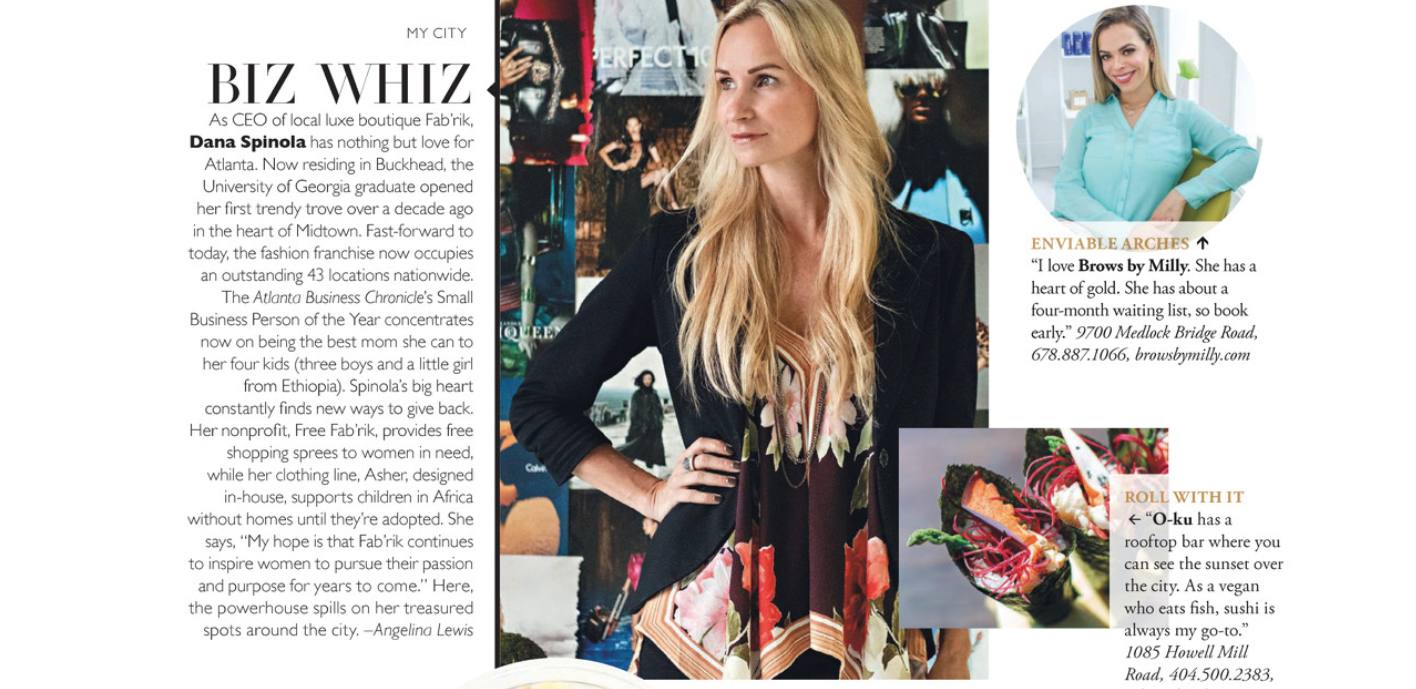 MY CITY
BIZ WHIZ
As CEO of local luxe boutique Fab’rik,
Dana Spinola has nothing but love for
Atlanta. Now residing in Buckhead, the
University of Georgia graduate opened
her first trendy trove over a decade ago
in the heart of Midtown. Fast-forward to
today, the fashion franchise now occupies
an outstanding 43 locations nationwide.
The Atlanta Business Chronicle’s Small
Business Person of the Year concentrates
now on being the best mom she can to
her four kids (three boys and a little girl
from Ethiopia). Spinola’s big heart
constantly finds new ways to give back.
Her nonprofit, Free Fab’rik, provides free
shopping sprees to women in need,
while her clothing line, Asher, designed
in-house, supports children in Africa
without homes until they’re adopted. She
says, “My hope is that Fab’rik continues
to inspire women to pursue their passion
and purpose for years to come.” Here,
the powerhouse spills on her treasured
spots around the city. –Angelina Lewis
PERFECT10
QUEEN
Calv
ENVIABLE ARCHES ↑
“I love Brows by Milly. She has a
heart of gold. She has about a
four-month waiting list, so book
early.” 9700 Medlock Bridge Road,
678.887.1066, browsbymilly.com
ROLL WITH IT
← “O-ku has a
rooftop bar where you
can see the sunset over
the city. As a vegan
who eats fish, sushi is
always my go-to.”
1085 Howell Mill
Road, 404.500.2383,